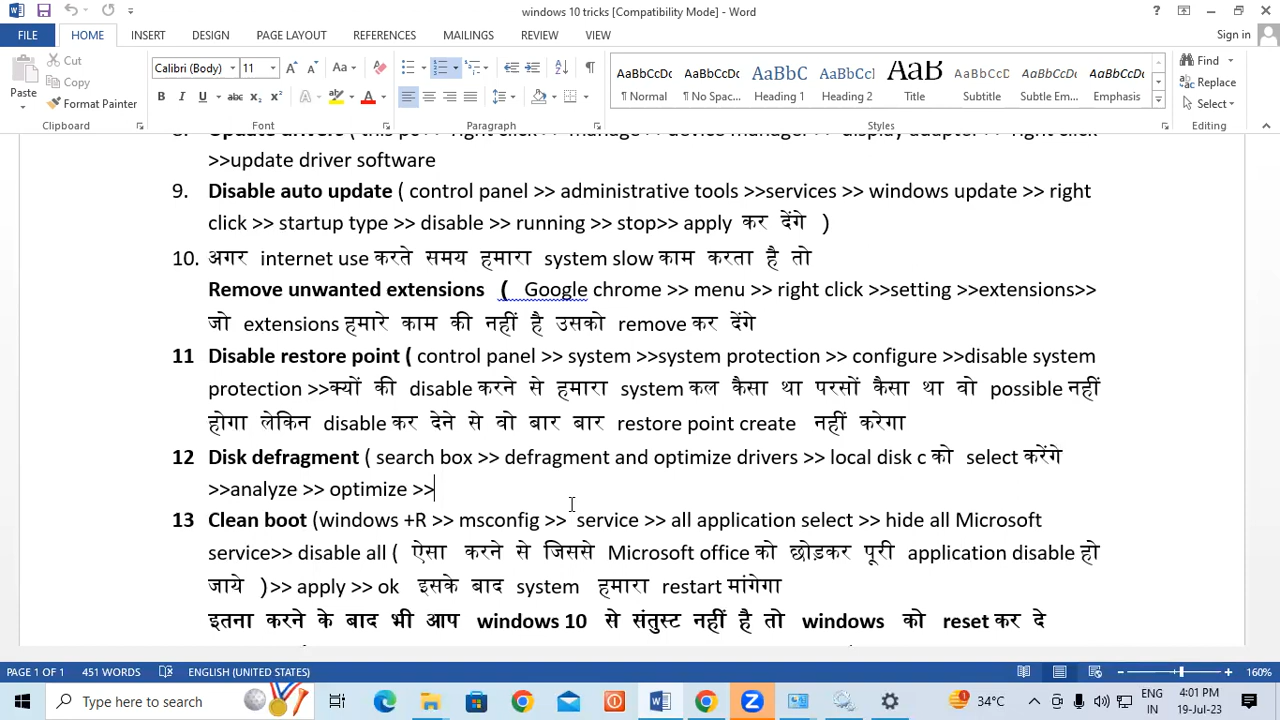 windows 10 tricks [Compatibility Mode] - Word
Sign in
FILE HOME INSERT DESIGN PAGE LAYOUT REFERENCES MAILINGS REVIEW VIEW
Paste
Cut
Copy
Format Painter
Calibri (Body) 11
AaBbCcDc AaBbCcDc AaBbC AaBbCcC AaB AaBbCcD AaBbCcDc AaBbCcDc
¶ Normal ¶ No Spac... Heading 1 Heading 2 Title Subtitle Subtle Em... Emphasis
Find
Replace
Select
Clipboard Font Paragraph Styles Editing
>>update driver software
9. Disable auto update ( control panel >> administrative tools >>services >> windows update >> right
click >> startup type >> disable >> running >> stop>> apply कर देंगे )
10. अगर internet use करते समय हमारा system slow काम करता है तो
Remove unwanted extensions ( Google chrome >> menu >> right click >>setting >>extensions>>
जो extensions हमारे काम की नहीं है उसको remove कर देंगे
11 Disable restore point ( control panel >> system >>system protection >> configure >>disable system
protection >>क्यों की disable करने से हमारा system कल कैसा था परसों कैसा था वो possible नहीं
होगा लेकिन disable कर देने से वो बार बार restore point create नहीं करेगा
12 Disk defragment ( search box >> defragment and optimize drivers >> local disk c को select करेंगे
>>analyze >> optimize >>
13 Clean boot (windows +R >> msconfig >> service >> all application select >> hide all Microsoft
service>> disable all ( ऐसा करने से जिससे Microsoft office को छोड़कर पूरी application disable हो
जाये )>> apply >> ok इसके बाद system हमारा restart मांगेगा
इतना करने के बाद भी आप windows 10 से संतुस्ट नहीं है तो windows को reset कर दे
PAGE 1 OF 1 451 WORDS ENGLISH (UNITED STATES) 160%
Type here to search
34°C
ENG
IN
4:01 PM
19-Jul-23